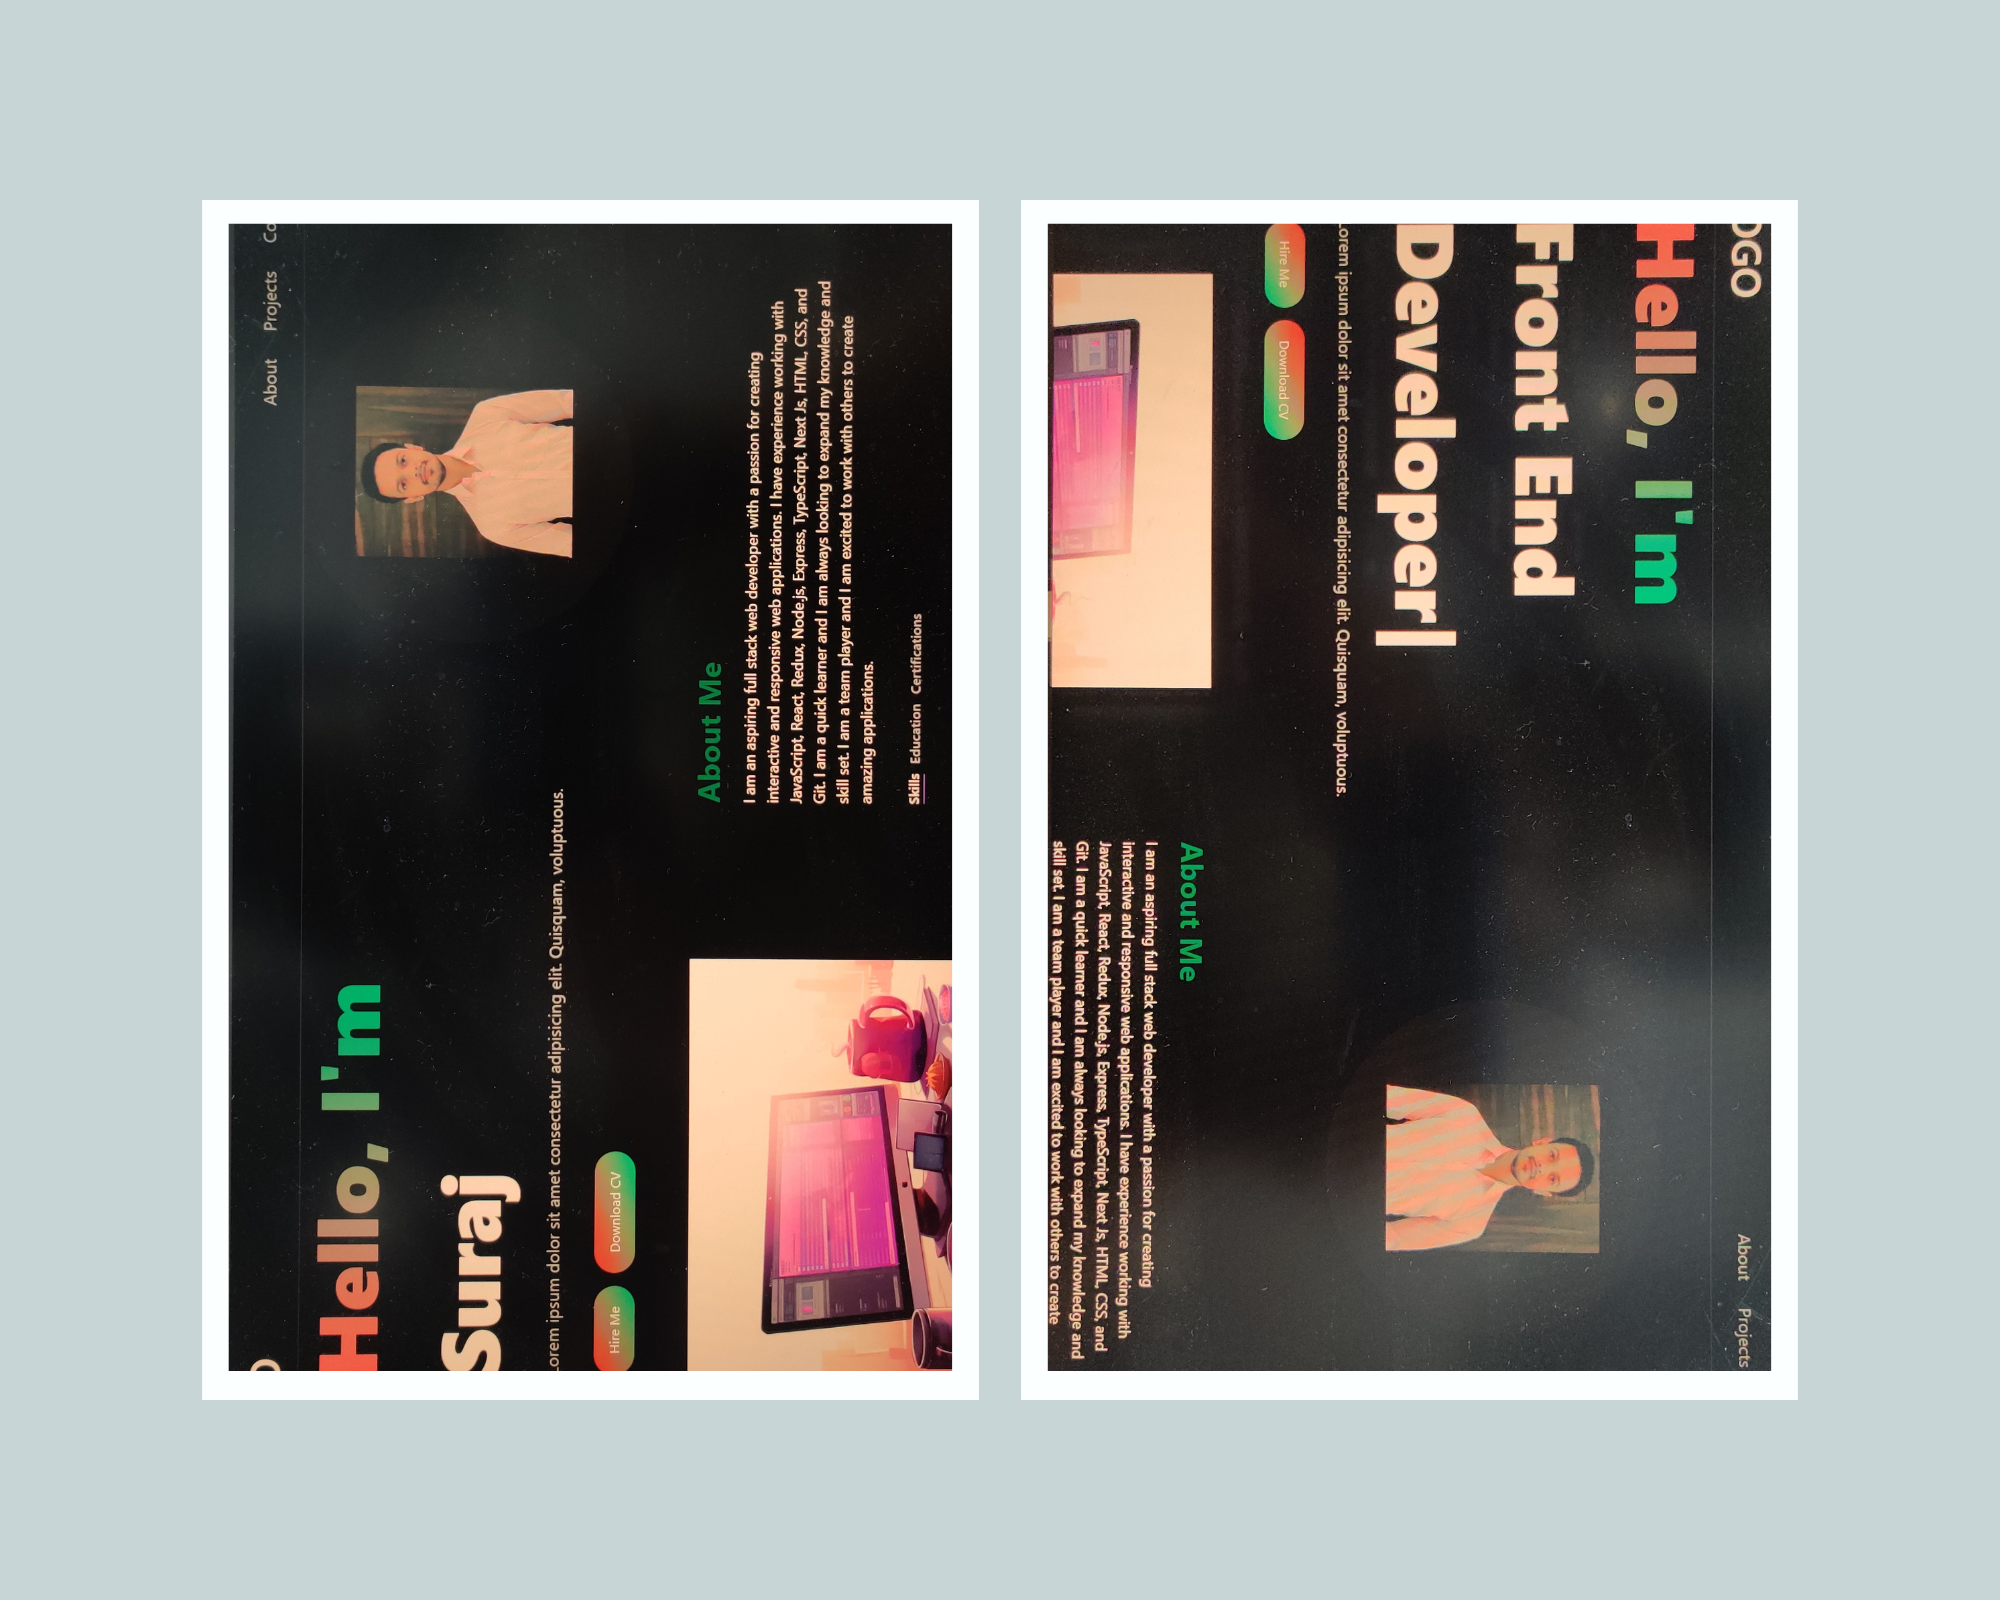 About Projects Co
Hello, I'm
Suraj
Lorem ipsum dolor sit amet consectetur adipisicing elit. Quisquam, voluptuous.
Hire Me Download CV
About Me
I am an aspiring full stack web developer with a passion for creating
interactive and responsive web applications. I have experience working with
JavaScript, React, Redux, Node.js, Express, TypeScript, Next Js, HTML, CSS, and
Git. I am a quick learner and I am always looking to expand my knowledge and
skill set. I am a team player and I am excited to work with others to create
amazing applications.
Skills Education Certifications
OGO About Projects
Hello, I'm
Front End
Developer|
Lorem ipsum dolor sit amet consectetur adipisicing elit. Quisquam, voluptuous.
Hire Me Download CV
About Me
I am an aspiring full stack web developer with a passion for creating
interactive and responsive web applications. I have experience working with
JavaScript, React, Redux, Node.js, Express, TypeScript, Next Js, HTML, CSS, and
Git. I am a quick learner and I am always looking to expand my knowledge and
skill set. I am a team player and I am excited to work with others to create